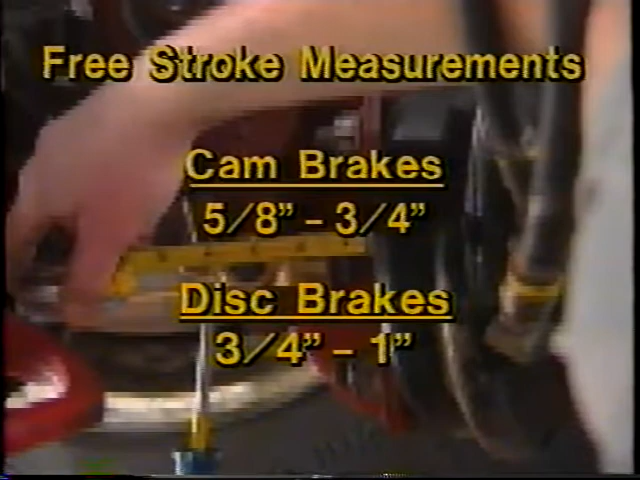 Free Stroke Measurements
Cam Brakes
5/8” – 3/4”
Disc Brakes
3/4” – 1”